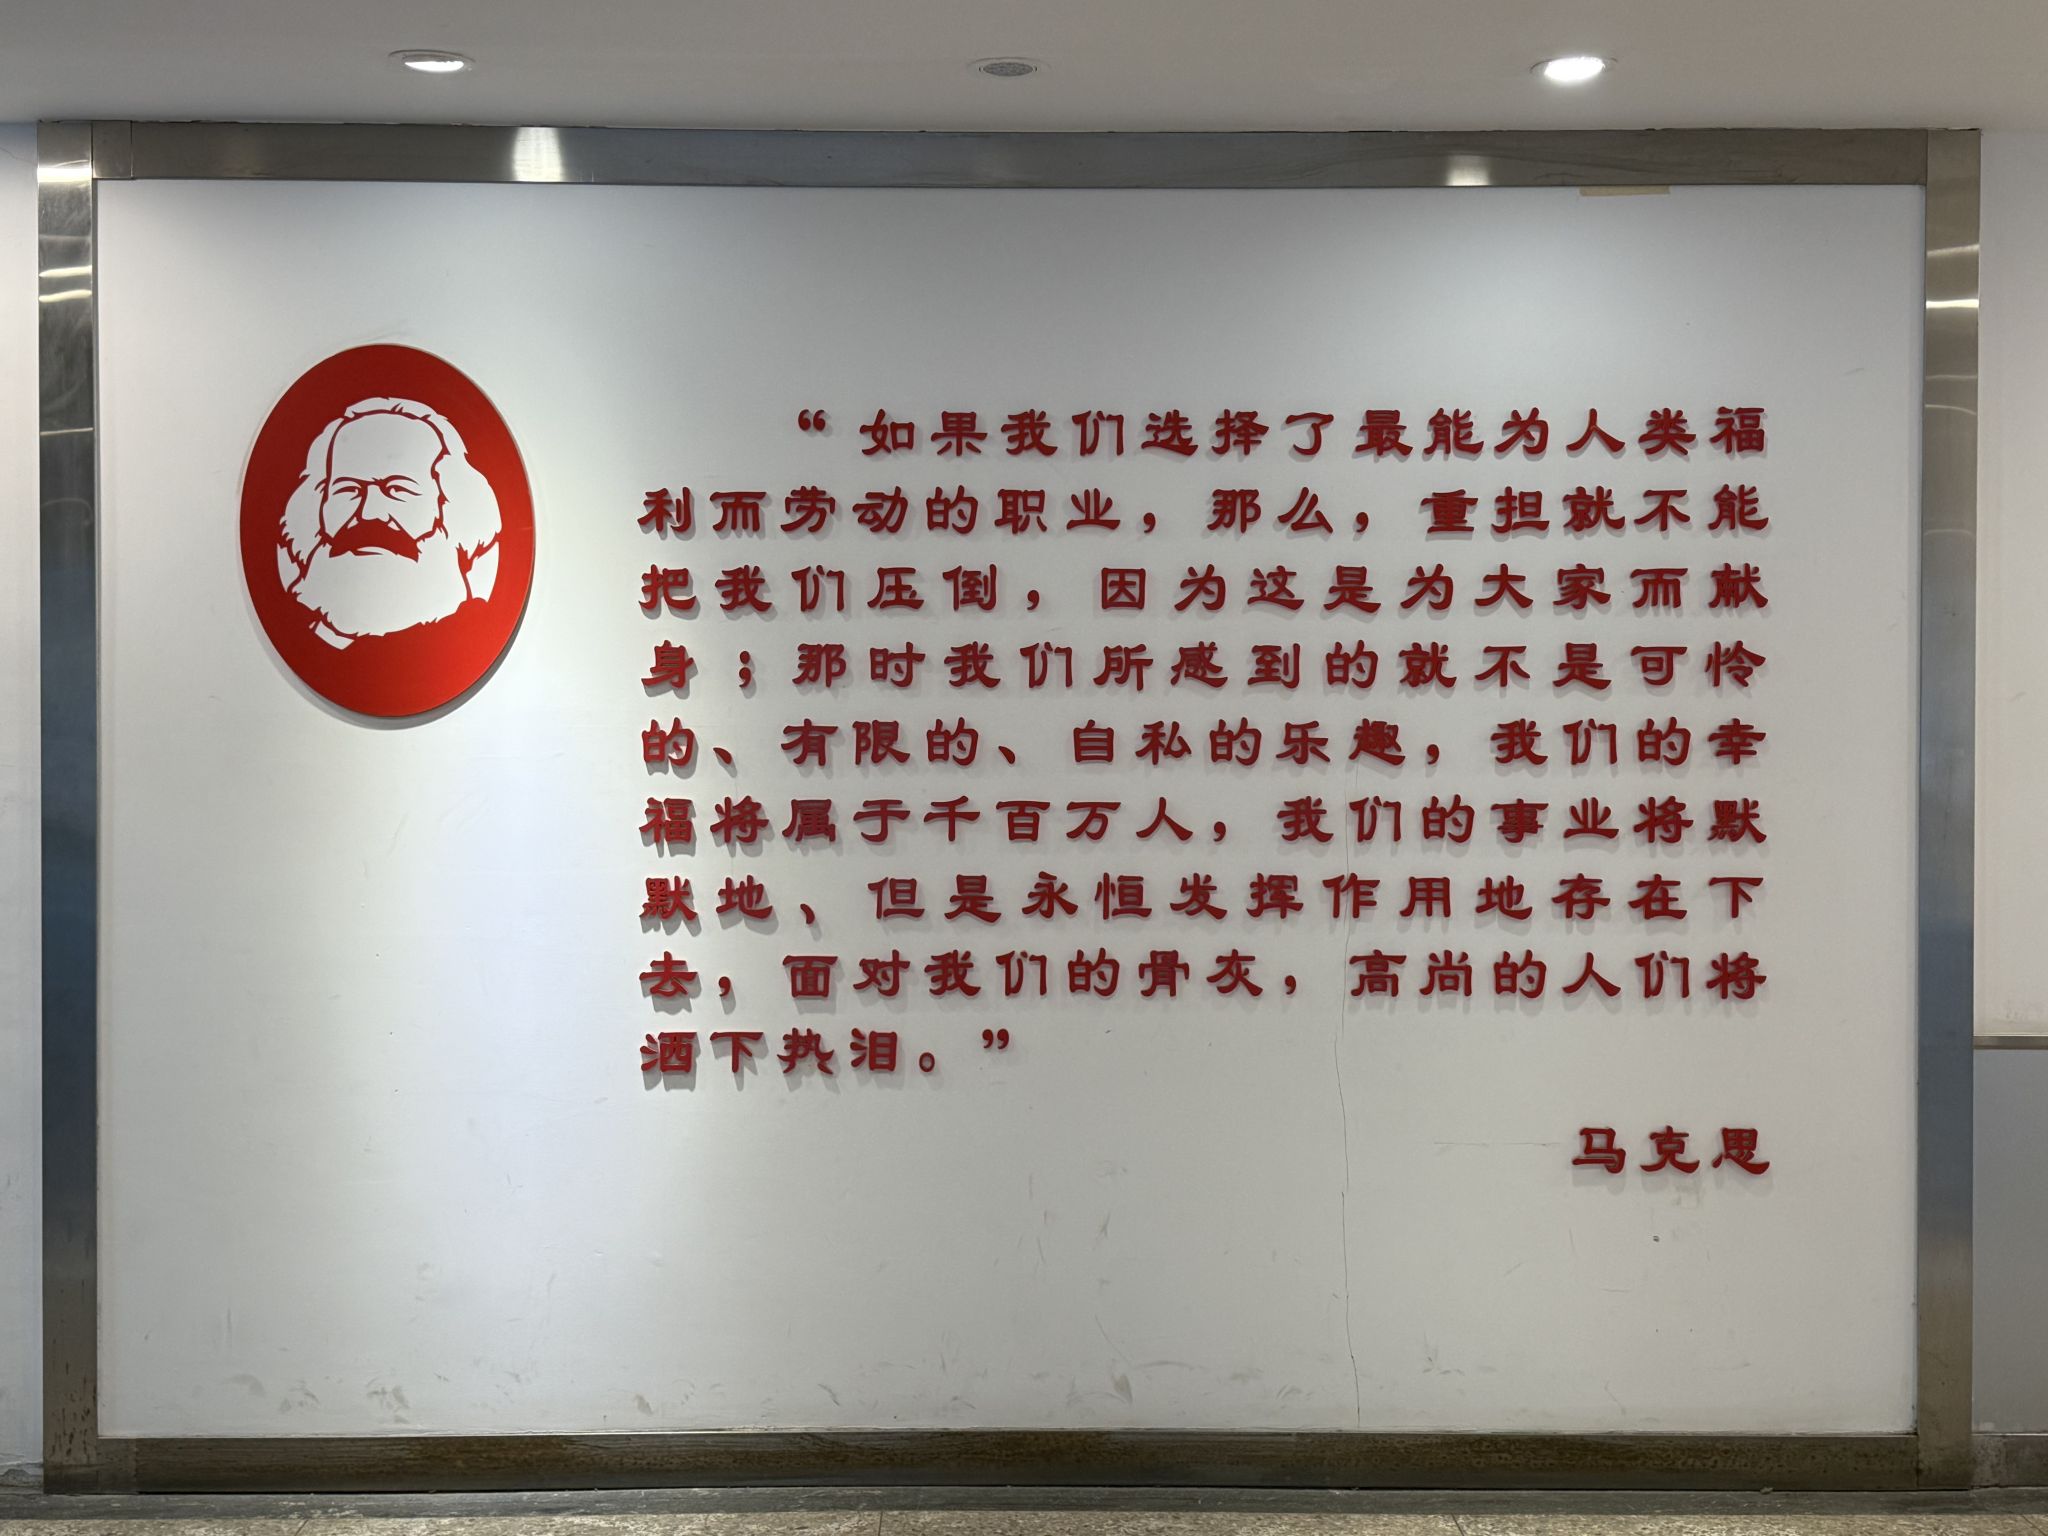 “如果我们选择了最能为人类福
利而劳动的职业，那么，重担就不能
把我们压倒，因为这是为大家而献
身；那时我们所感到的就不是可怜
的、有限的、自私的乐趣，我们的幸
福将属于千百万人，我们的事业将默
默地、但是永恒发挥作用地存在下
去，面对我们的骨灰，高尚的人们将
洒下热泪。”
马克思